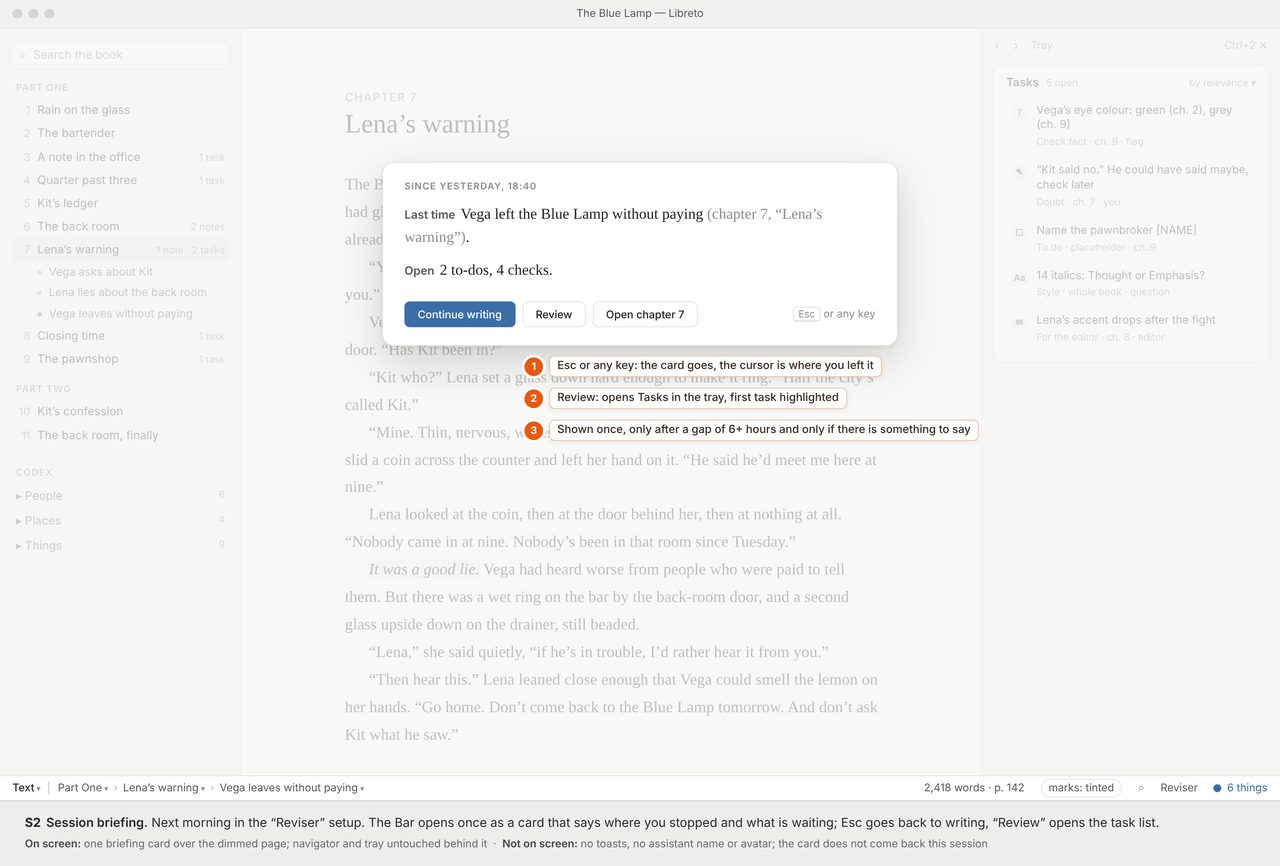 The Blue Lamp — Libreto
Search the book
PART ONE
1 Rain on the glass
2 The bartender
3 A note in the office 1 task
4 Quarter past three 1 task
5 Kit’s ledger
6 The back room 2 notes
7 Lena’s warning 1 note · 2 tasks
Vega asks about Kit
Lena lies about the back room
Vega leaves without paying
8 Closing time 1 task
9 The pawnshop 1 task
PART TWO
10 Kit’s confession
11 The back room, finally
CODEX
▸ People 6
▸ Places 4
▸ Things 9
CHAPTER 7
Lena’s warning
The B
had gi
alread
“Y
you.”
Ve
door. “Has Kit been in?”
“Kit who?” Lena set a glass down hard enough to make it ring. “Half the city’s
called Kit.”
“Mine. Thin, nervous, w
slid a coin across the counter and left her hand on it. “He said he’d meet me here at
nine.”
Lena looked at the coin, then at the door behind her, then at nothing at all.
“Nobody came in at nine. Nobody’s been in that room since Tuesday.”
It was a good lie. Vega had heard worse from people who were paid to tell
them. But there was a wet ring on the bar by the back-room door, and a second
glass upside down on the drainer, still beaded.
“Lena,” she said quietly, “if he’s in trouble, I’d rather hear it from you.”
“Then hear this.” Lena leaned close enough that Vega could smell the lemon on
her hands. “Go home. Don’t come back to the Blue Lamp tomorrow. And don’t ask
Kit what he saw.”
SINCE YESTERDAY, 18:40
Last time Vega left the Blue Lamp without paying (chapter 7, “Lena’s
warning”).
Open 2 to-dos, 4 checks.
Continue writing Review Open chapter 7 Esc or any key
1 Esc or any key: the card goes, the cursor is where you left it
2 Review: opens Tasks in the tray, first task highlighted
3 Shown once, only after a gap of 6+ hours and only if there is something to say
‹ › Tray Ctrl+2 ✕
Tasks 5 open by relevance ▾
? Vega’s eye colour: green (ch. 2), grey
(ch. 9)
Check fact · ch. 9 · flag
✎ “Kit said no.” He could have said maybe,
check later
Doubt · ch. 7 · you
☐ Name the pawnbroker [NAME]
To do · placeholder · ch. 9
Aa 14 italics: Thought or Emphasis?
Style · whole book · question
✉ Lena’s accent drops after the fight
For the editor · ch. 8 · editor
Text ▾ Part One ▾ › Lena’s warning ▾ › Vega leaves without paying ▾ 2,418 words · p. 142 marks: tinted Reviser 6 things
S2 Session briefing. Next morning in the “Reviser” setup. The Bar opens once as a card that says where you stopped and what is waiting; Esc goes back to writing, “Review” opens the task list.
On screen: one briefing card over the dimmed page; navigator and tray untouched behind it · Not on screen: no toasts, no assistant name or avatar; the card does not come back this session